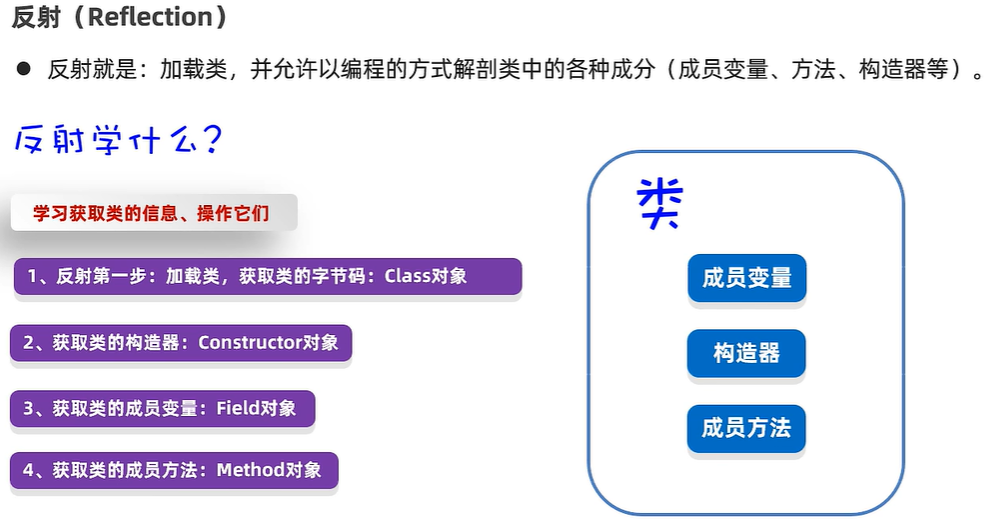 反射（Reflection）
● 反射就是：加载类，并允许以编程的方式解剖类中的各种成分（成员变量、方法、构造器等）。
反射学什么？
学习获取类的信息、操作它们
1、反射第一步：加载类，获取类的字节码：Class对象
2、获取类的构造器：Constructor对象
3、获取类的成员变量：Field对象
4、获取类的成员方法：Method对象
类
成员变量
构造器
成员方法